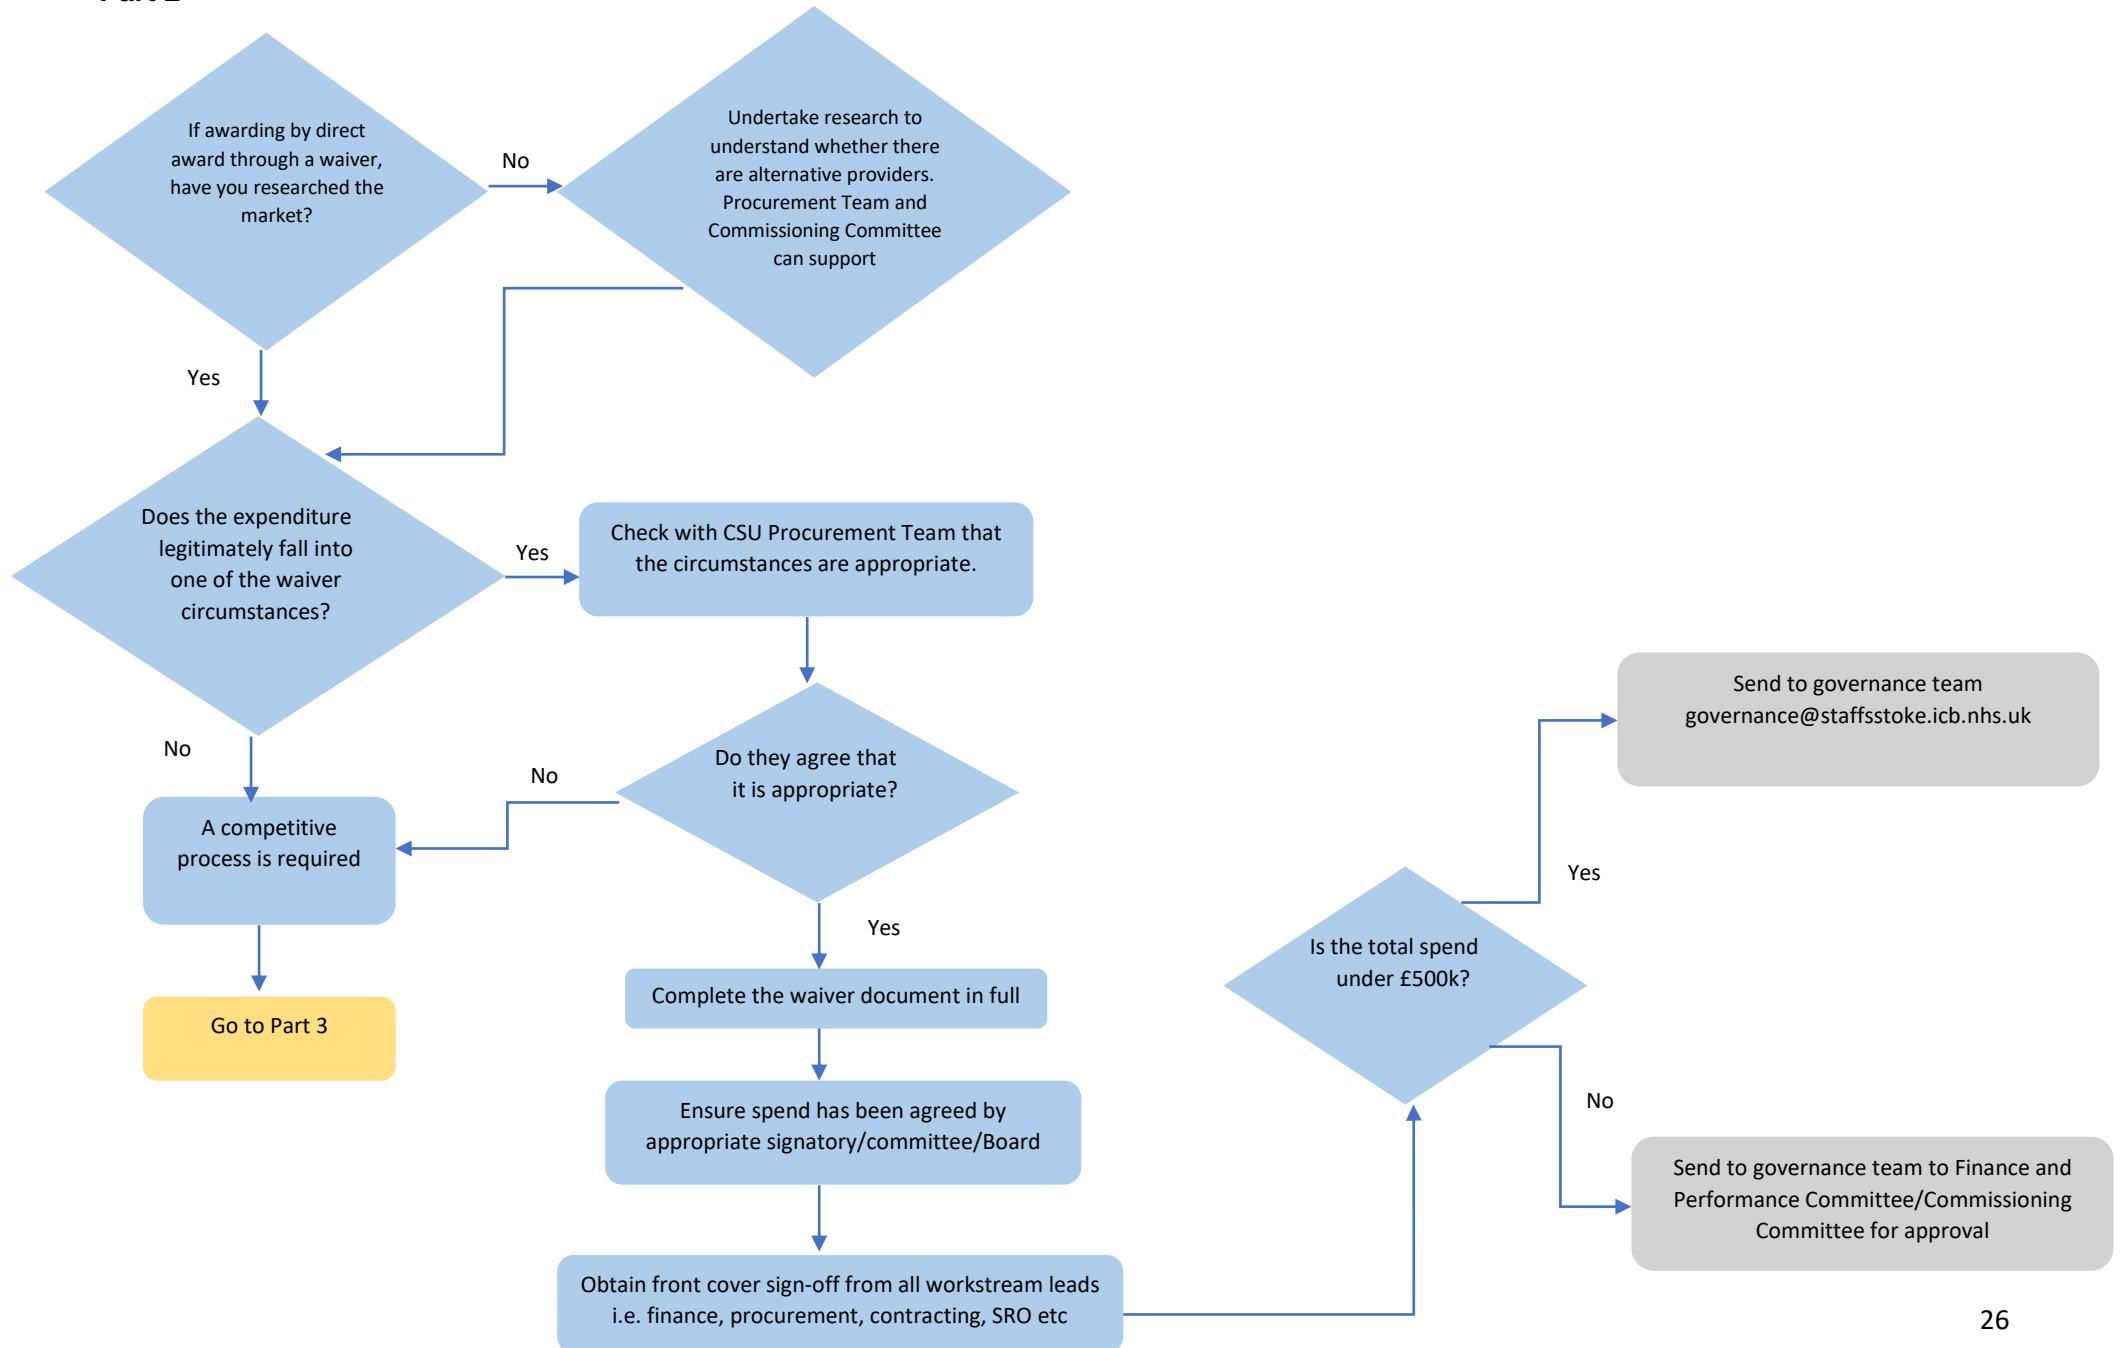 If awarding by direct
award through a waiver,
have you researched the
market?
No
Undertake research to
understand whether there
are alternative providers.
Procurement Team and
Commissioning Committee
can support
Yes
Does the expenditure
legitimately fall into
one of the waiver
circumstances?
Yes
Check with CSU Procurement Team that
the circumstances are appropriate.
No
Do they agree that
it is appropriate?
No
A competitive
process is required
Go to Part 3
Yes
Complete the waiver document in full
Ensure spend has been agreed by
appropriate signatory/committee/Board
Obtain front cover sign-off from all workstream leads
i.e. finance, procurement, contracting, SRO etc
Is the total spend
under £500k?
Yes
Send to governance team
governance@staffsstoke.icb.nhs.uk
No
Send to governance team to Finance and
Performance Committee/Commissioning
Committee for approval
26